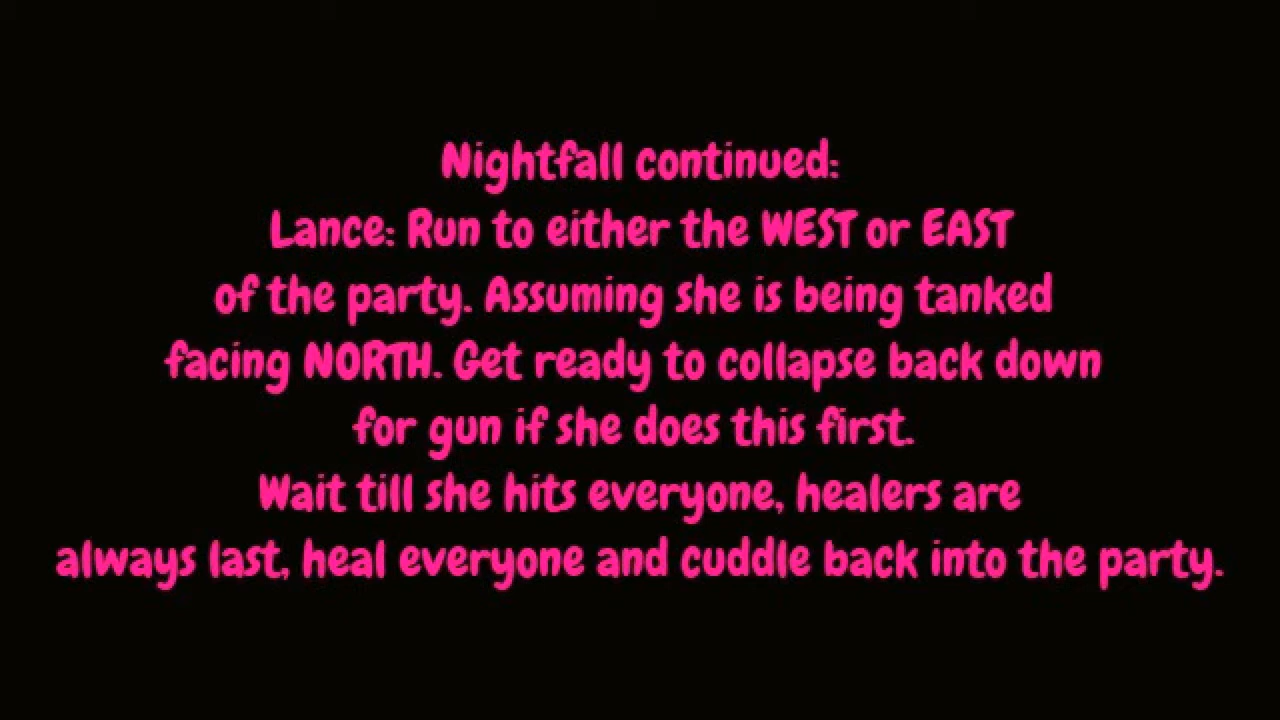 Nightfall continued:
Lance: Run to either the WEST or EAST
of the party. Assuming she is being tanked
facing NORTH. Get ready to collapse back down
for gun if she does this first.
Wait till she hits everyone, healers are
always last, heal everyone and cuddle back into the party.